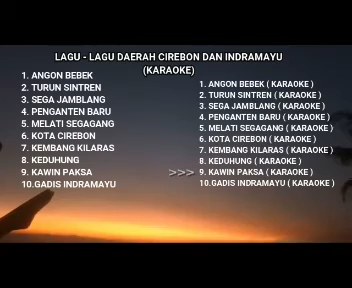 LAGU - LAGU DAERAH CIREBON DAN INDRAMAYU
(KARAOKE)
1. ANGON BEBEK
2. TURUN SINTREN
3. SEGA JAMBLANG
4. PENGANTEN BARU
5. MELATI SEGAGANG
6. KOTA CIREBON
7. KEMBANG KILARAS
8. KEDUHUNG
9. KAWIN PAKSA
10.GADIS INDRAMAYU
>>>
1. ANGON BEBEK ( KARAOKE )
2. TURUN SINTREN ( KARAOKE )
3. SEGA JAMBLANG ( KARAOKE )
4. PENGANTEN BARU ( KARAOKE )
5. MELATI SEGAGANG ( KARAOKE )
6. KOTA CIREBON ( KARAOKE )
7. KEMBANG KILARAS ( KARAOKE )
8. KEDUHUNG ( KARAOKE )
9. KAWIN PAKSA ( KARAOKE )
10.GADIS INDRAMAYU ( KARAOKE )